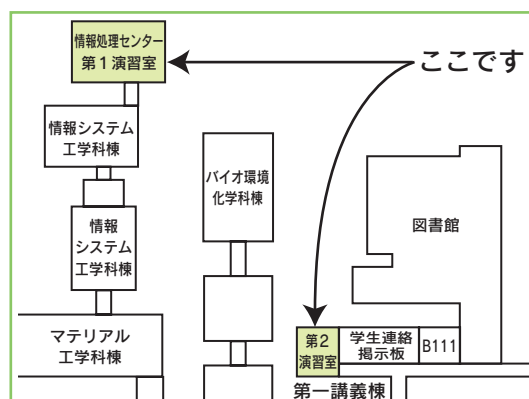 情報処理センター
第1演習室
ここです
情報システム
工学科棟
バイオ環境
化学科棟
情報
システム
工学科棟
図書館
マテリアル
工学科棟
第2
演習室
学生連絡
掲示板
B111
第一講義棟